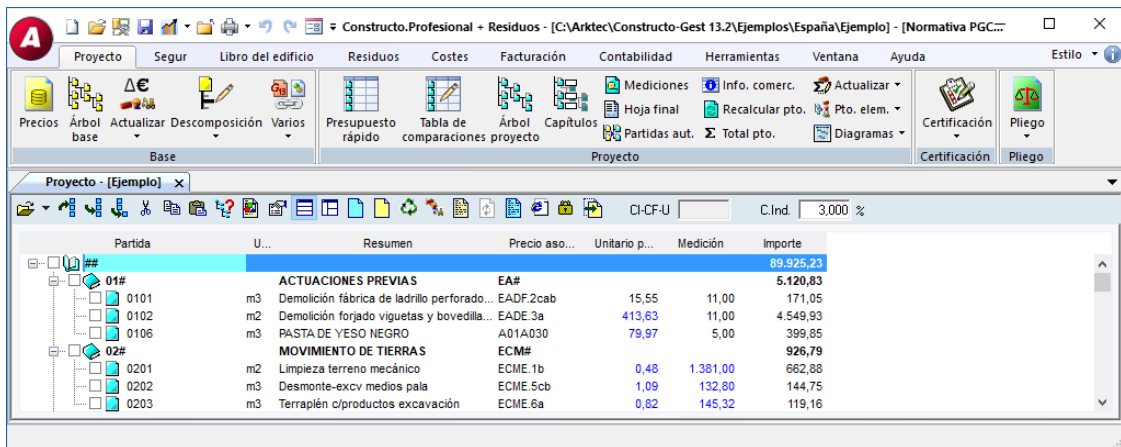 Constructo.Profesional + Residuos - [C:\Arktec\Constructo-Gest 13.2\Ejemplos\España\Ejemplo] - [Normativa PGC...
Proyecto Segur Libro del edificio Residuos Costes Facturación Contabilidad Herramientas Ventana Ayuda Estilo
Δ€ Mediciones Info. comerc. Actualizar
Precios Árbol base Actualizar Descomposición Varios Presupuesto rápido Tabla de comparaciones Árbol proyecto Capítulos Hoja final Recalcular pto. Pto. elem. Certificación Pliego
Partidas aut. Σ Total pto. Diagramas
Base Proyecto Certificación Pliego
Proyecto - [Ejemplo] x
CI-CF-U C.Ind. 3,000 %
Partida U... Resumen Precio aso... Unitario p... Medición Importe
## 89.925,23
01# ACTUACIONES PREVIAS EA# 5.120,83
0101 m3 Demolición fábrica de ladrillo perforado... EADF.2cab 15,55 11,00 171,05
0102 m2 Demolición forjado viguetas y bovedilla... EADE.3a 413,63 11,00 4.549,93
0106 m3 PASTA DE YESO NEGRO A01A030 79,97 5,00 399,85
02# MOVIMIENTO DE TIERRAS ECM# 926,79
0201 m2 Limpieza terreno mecánico ECME.1b 0,48 1.381,00 662,88
0202 m3 Desmonte-excv medios pala ECME.5cb 1,09 132,80 144,75
0203 m3 Terraplén c/productos excavación ECME.6a 0,82 145,32 119,16